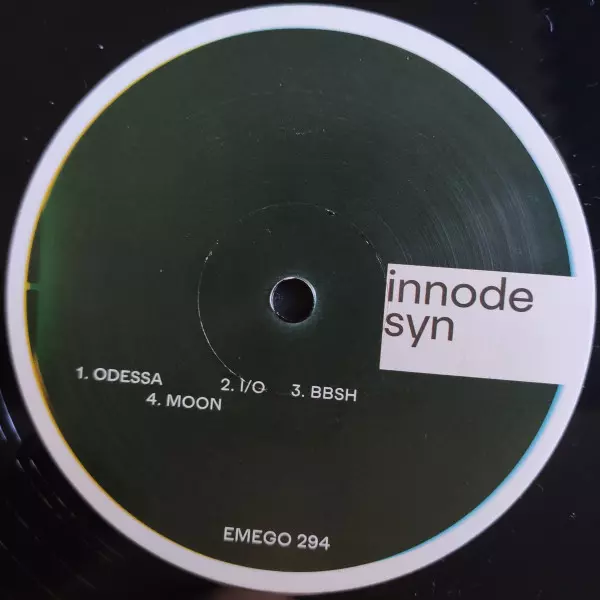 innode
syn
1. ODESSA 2. I/O 3. BBSH
4. MOON
EMEGO 294